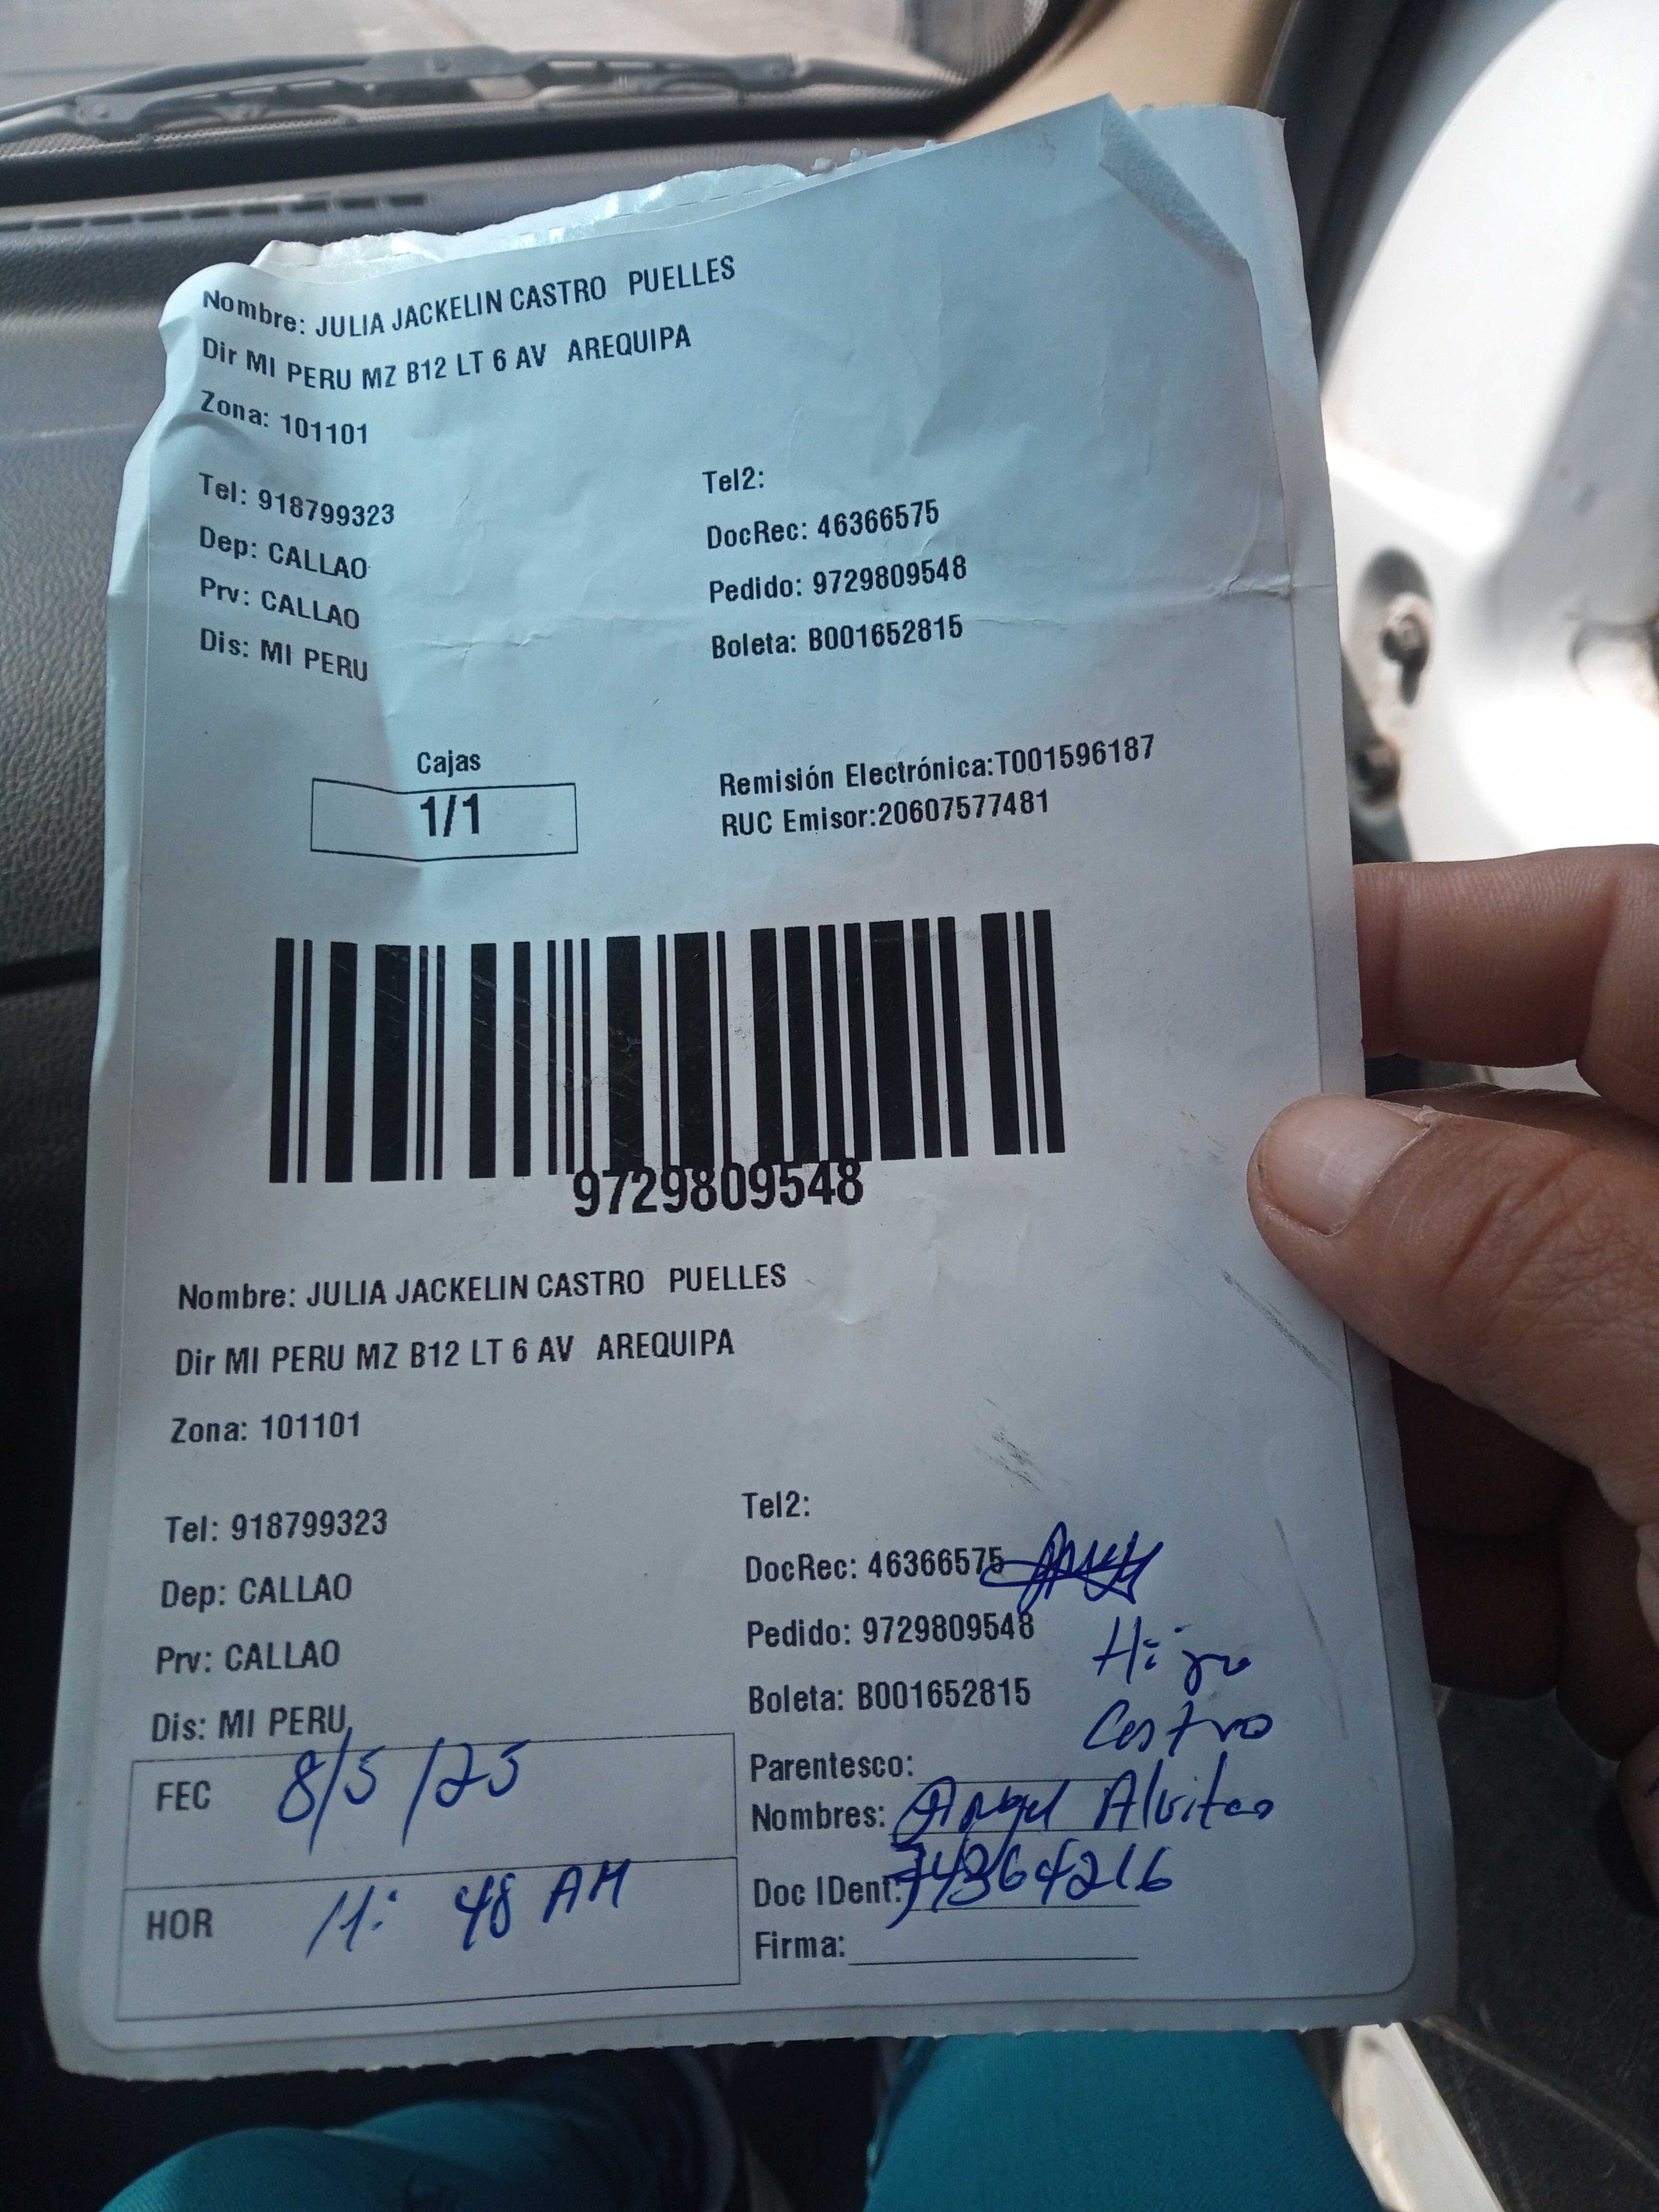 Nombre: JULIA JACKELIN CASTRO PUELLES
Dir MI PERU MZ B12 LT 6 AV AREQUIPA
Zona: 101101
Tel: 918799323
Tel2:
Dep: CALLAO
DocRec: 46366575
Prv: CALLAO
Pedido: 9729809548
Dis: MI PERU
Boleta: B001652815
Cajas
1/1
Remisión Electrónica:T001596187
RUC Emisor:20607577481
9729809548
Nombre: JULIA JACKELIN CASTRO PUELLES
Dir MI PERU MZ B12 LT 6 AV AREQUIPA
Zona: 101101
Tel: 918799323
Tel2:
Dep: CALLAO
DocRec: 46366575
Prv: CALLAO
Pedido: 9729809548
Hijo
Dis: MI PERU
Boleta: B001652815
Castro
FEC 8/5/25
Parentesco:
Nombres: Angel Alvites
HOR 11:48 AM
Doc IDent: 74364216
Firma: